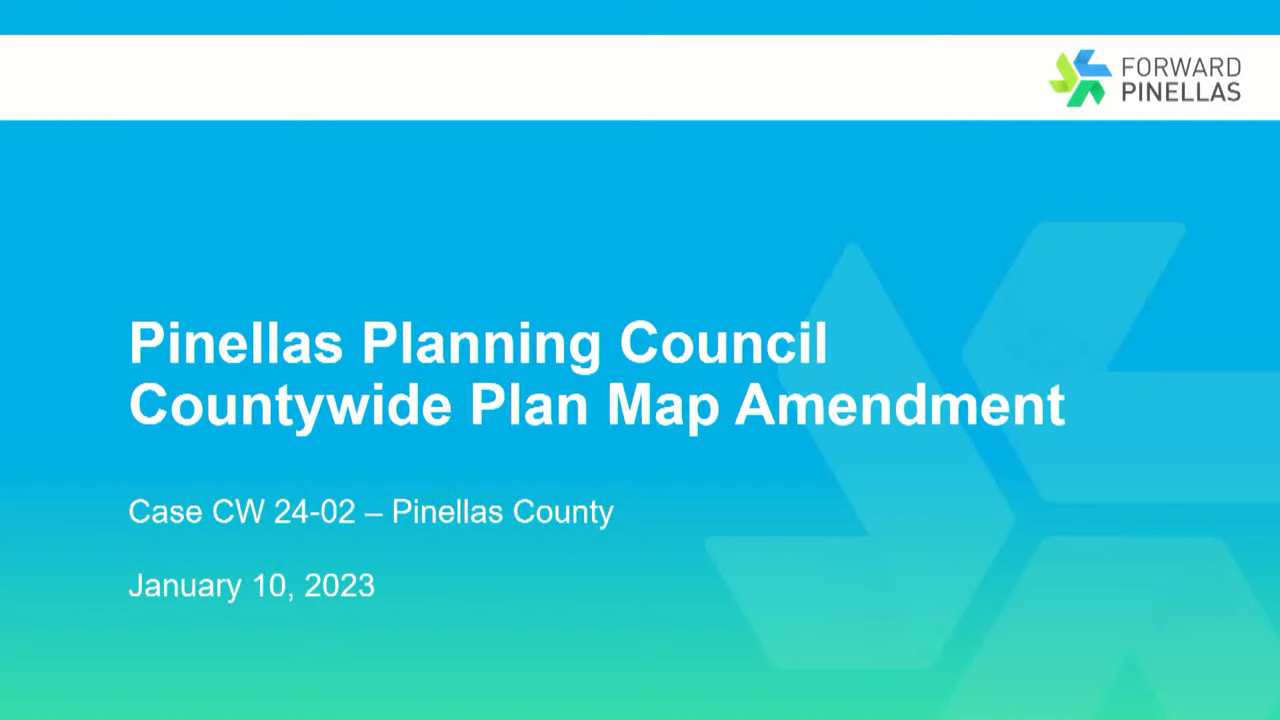 FORWARD
PINELLAS
Pinellas Planning Council
Countywide Plan Map Amendment
Case CW 24-02 – Pinellas County
January 10, 2023